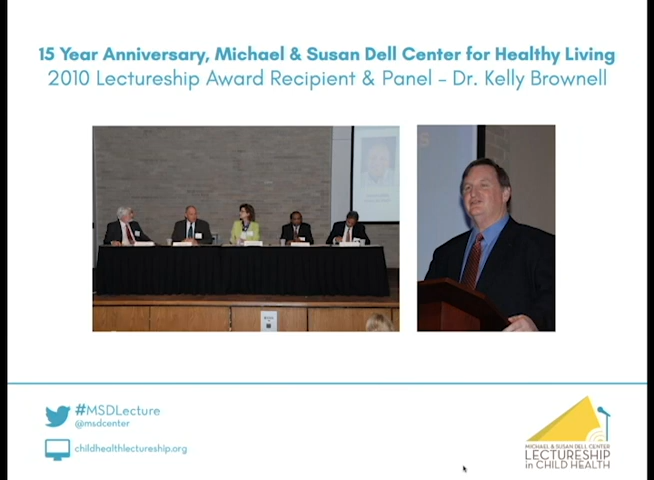 15 Year Anniversary, Michael & Susan Dell Center for Healthy Living
2010 Lectureship Award Recipient & Panel – Dr. Kelly Brownell
#MSDLecture
@msdcenter
childhealthlectureship.org
MICHAEL & SUSAN DELL CENTER
LECTURESHIP
in CHILD HEALTH